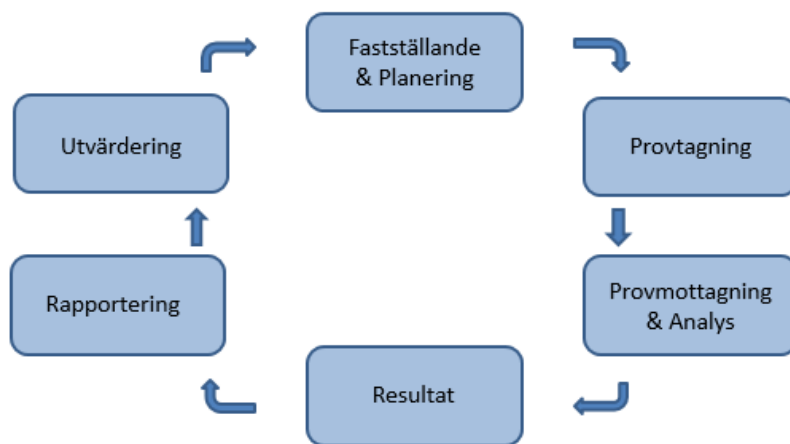 Fastställande
& Planering
Utvärdering
Provtagning
Rapportering
Provmottagning
& Analys
Resultat